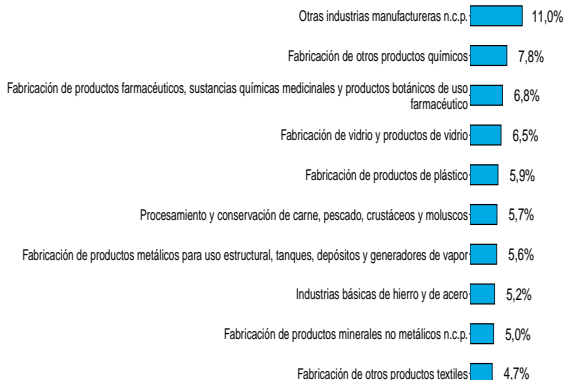 Otras industrias manufactureras n.c.p. 11,0%
Fabricación de otros productos químicos 7,8%
Fabricación de productos farmacéuticos, sustancias químicas medicinales y productos botánicos de uso
farmacéutico 6,8%
Fabricación de vidrio y productos de vidrio 6,5%
Fabricación de productos de plástico 5,9%
Procesamiento y conservación de carne, pescado, crustáceos y moluscos 5,7%
Fabricación de productos metálicos para uso estructural, tanques, depósitos y generadores de vapor 5,6%
Industrias básicas de hierro y de acero 5,2%
Fabricación de productos minerales no metálicos n.c.p. 5,0%
Fabricación de otros productos textiles 4,7%